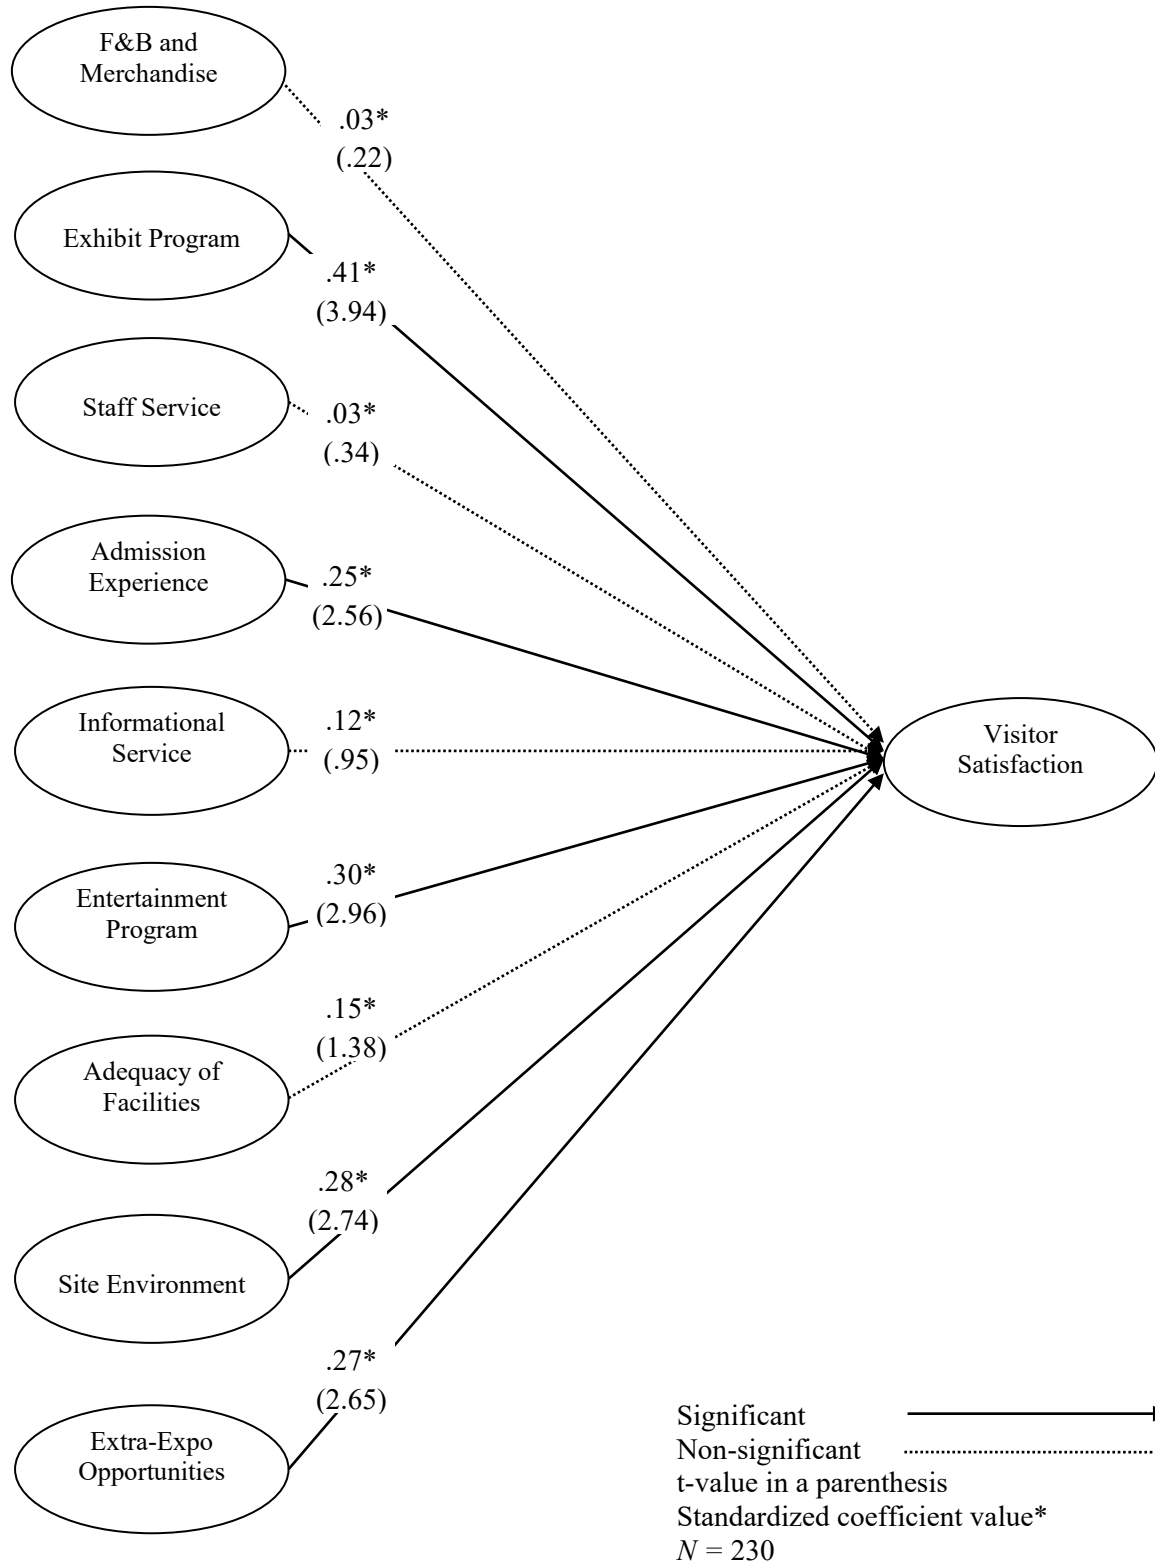 F&B and
Merchandise
.03*
(.22)
Exhibit Program
.41*
(3.94)
Staff Service
.03*
(.34)
Admission
Experience
.25*
(2.56)
Informational
Service
.12*
(.95)
Visitor
Satisfaction
Entertainment
Program
.30*
(2.96)
Adequacy of
Facilities
.15*
(1.38)
Site Environment
.28*
(2.74)
Extra-Expo
Opportunities
.27*
(2.65)
Significant
Non-significant
t-value in a parenthesis
Standardized coefficient value*
N = 230